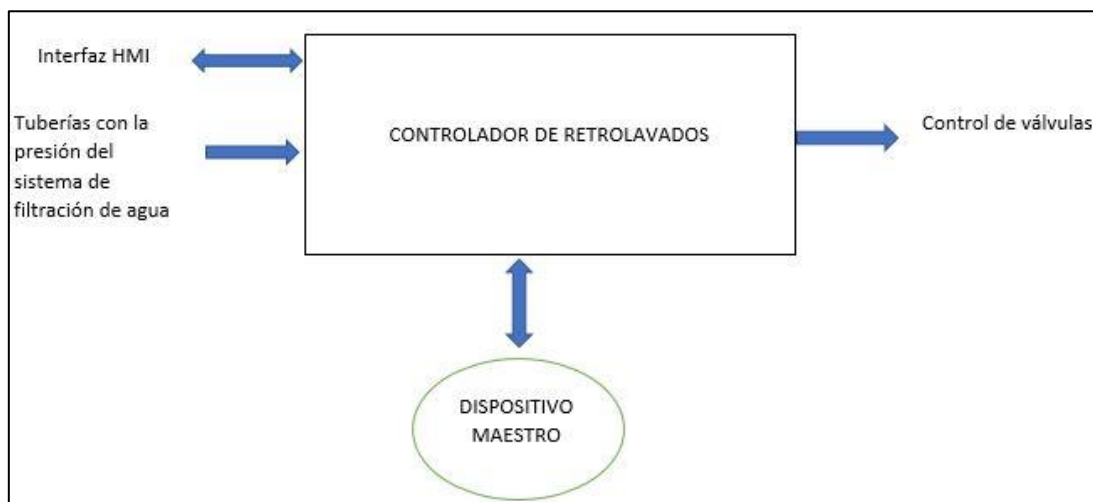 Interfaz HMI
Tuberías con la
presión del
sistema de
filtración de agua
CONTROLADOR DE RETROLAVADOS
Control de válvulas
DISPOSITIVO
MAESTRO